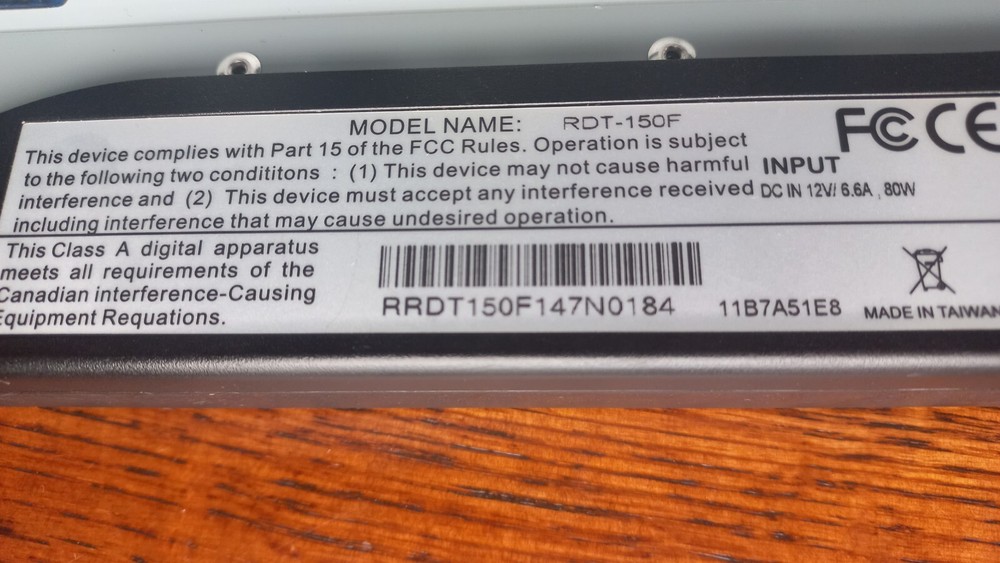 MODEL NAME: RDT-150F
This device complies with Part 15 of the FCC Rules. Operation is subject
to the following two condititons : (1) This device may not cause harmful
interference and (2) This device must accept any interference received
including interference that may cause undesired operation.
FC CE
INPUT
DC IN 12V/ 6.6A , 80W
This Class A digital apparatus
meets all requirements of the
Canadian interference-Causing
Equipment Requations.
RRDT150F147N0184
11B7A51E8
MADE IN TAIWAN